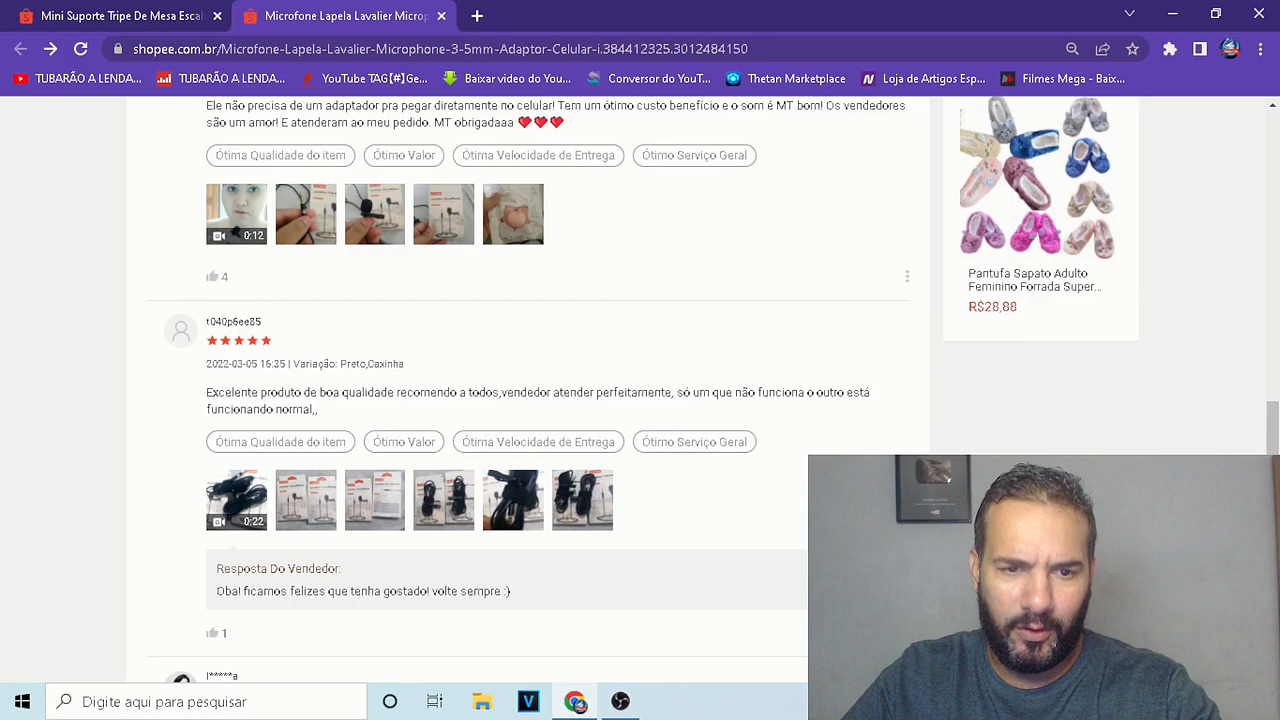 Mini Suporte Tripe De Mesa Escal
Microfone Lapela Lavalier Microp
shopee.com.br/Microfone-Lapela-Lavalier-Microphone-3-5mm-Adaptor-Celular-i.384412325.3012484150
TUBARÃO A LENDA...
TUBARÃO A LENDA...
YouTube TAG[#]Ge...
Baixar video do You...
Conversor do YouT...
Thetan Marketplace
Loja de Artigos Esp...
Filmes Mega - Baix...
Ele não precisa de um adaptador pra pegar diretamente no celular! Tem um ótimo custo benefício e o som é MT bom! Os vendedores
são um amor! E atenderam ao meu pedido. MT obrigadaaa ❤❤❤
Ótima Qualidade do item
Ótimo Valor
Ótima Velocidade de Entrega
Ótimo Serviço Geral
0:12
4
Pantufa Sapato Adulto
Feminino Forrada Super...
R$28,88
t040p6ee85
2022-03-05 16:35 | Variação: Preto,Caxinha
Excelente produto de boa qualidade recomendo a todos,vendedor atender perfeitamente, só um que não funciona o outro está
funcionando normal,,
Ótima Qualidade do item
Ótimo Valor
Ótima Velocidade de Entrega
Ótimo Serviço Geral
0:22
Resposta Do Vendedor:
Oba! ficamos felizes que tenha gostado! volte sempre :)
1
l*****a
Digite aqui para pesquisar